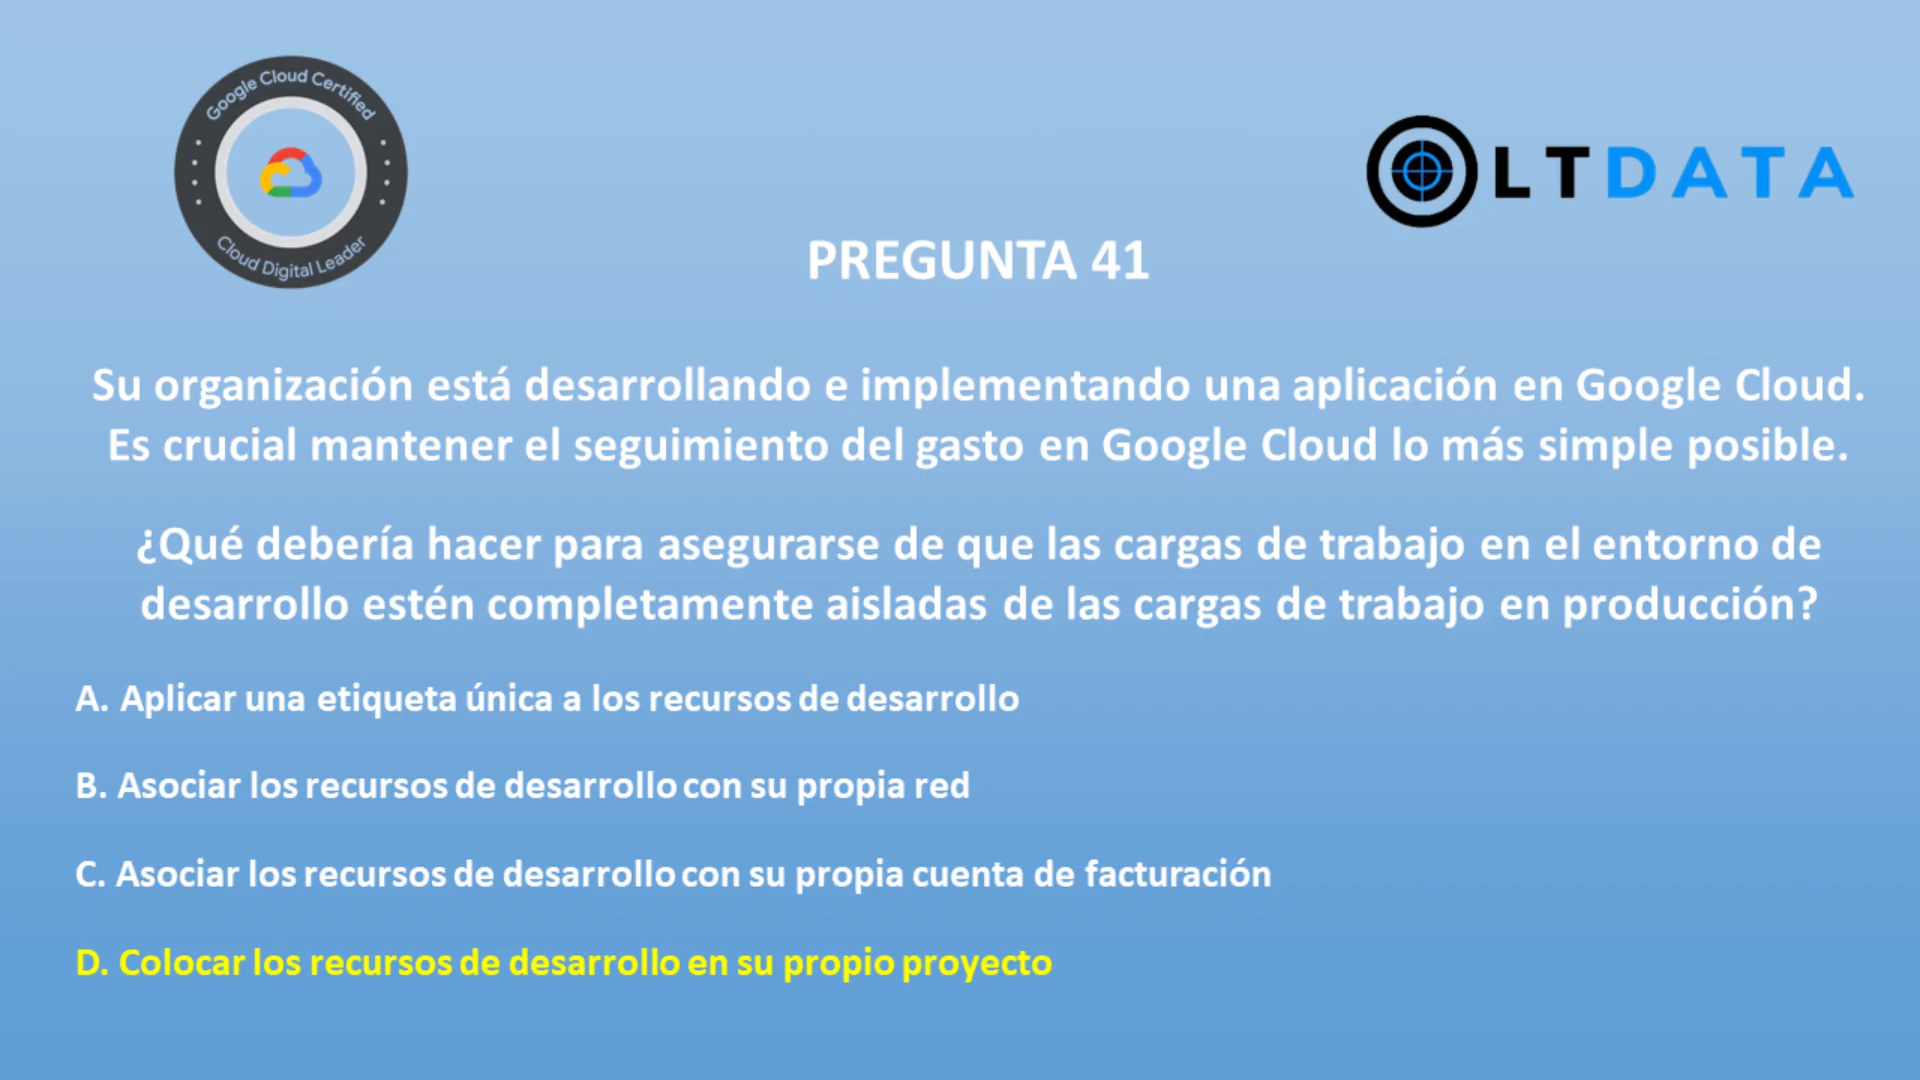 Google Cloud Certified
Cloud Digital Leader
LTDATA
PREGUNTA 41
Su organización está desarrollando e implementando una aplicación en Google Cloud.
Es crucial mantener el seguimiento del gasto en Google Cloud lo más simple posible.
¿Qué debería hacer para asegurarse de que las cargas de trabajo en el entorno de
desarrollo estén completamente aisladas de las cargas de trabajo en producción?
A. Aplicar una etiqueta única a los recursos de desarrollo
B. Asociar los recursos de desarrollo con su propia red
C. Asociar los recursos de desarrollo con su propia cuenta de facturación
D. Colocar los recursos de desarrollo en su propio proyecto